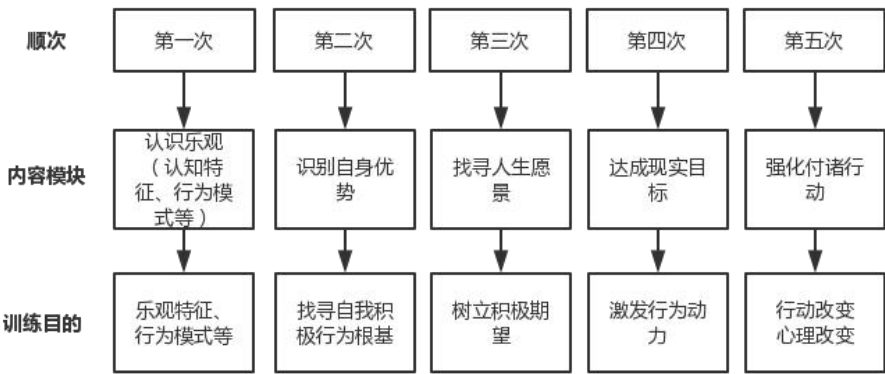 顺次
第一次
第二次
第三次
第四次
第五次
内容模块
认识乐观
（认知特
征、行为模
式等）
识别自身优
势
找寻人生愿
景
达成现实目
标
强化付诸行
动
训练目的
乐观特征、
行为模式等
找寻自我积
极行为根基
树立积极期
望
激发行为动
力
行动改变
心理改变